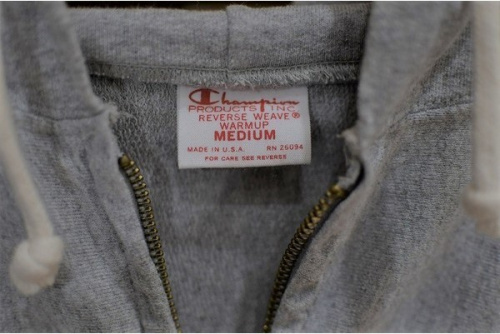 Champion
PRODUCTS INC.
REVERSE WEAVE®
WARMUP
MEDIUM
MADE IN U.S.A. RN 26094
FOR CARE SEE REVERSE